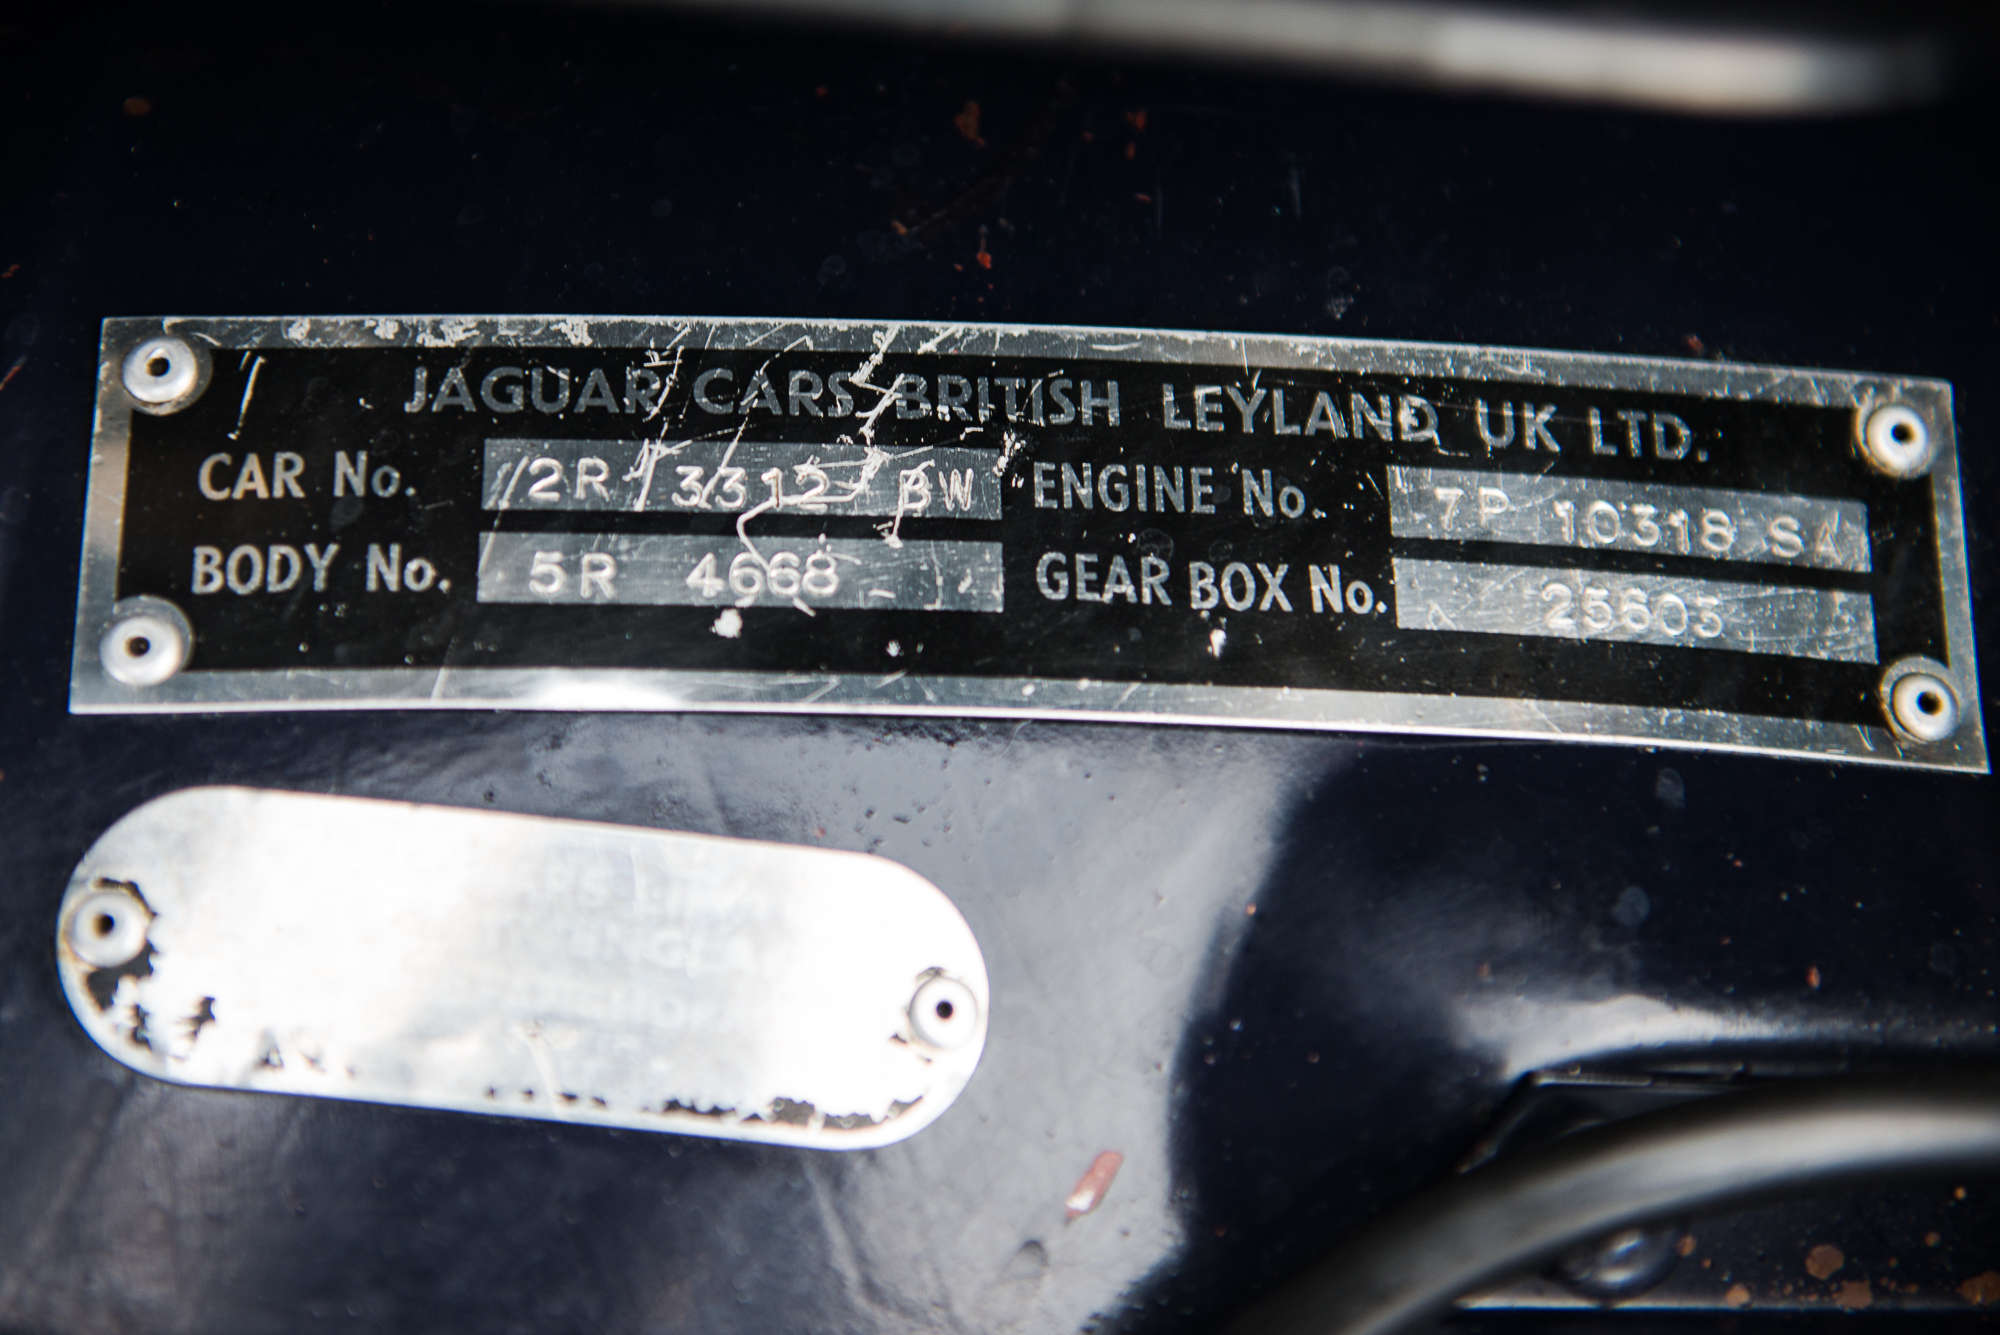 JAGUAR CARS BRITISH LEYLAND UK LTD.
CAR No. 2R 3312 BW ENGINE No. 7P 10318 SA
BODY No. 5R 4668 GEAR BOX No. 25603